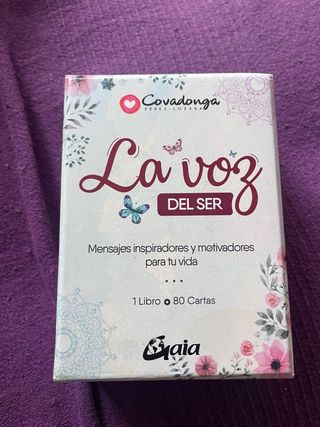 Covadonga
PÉREZ-LOZANA
La voz
DEL SER
Mensajes inspiradores y motivadores
para tu vida
1 Libro + 80 Cartas
Gaia